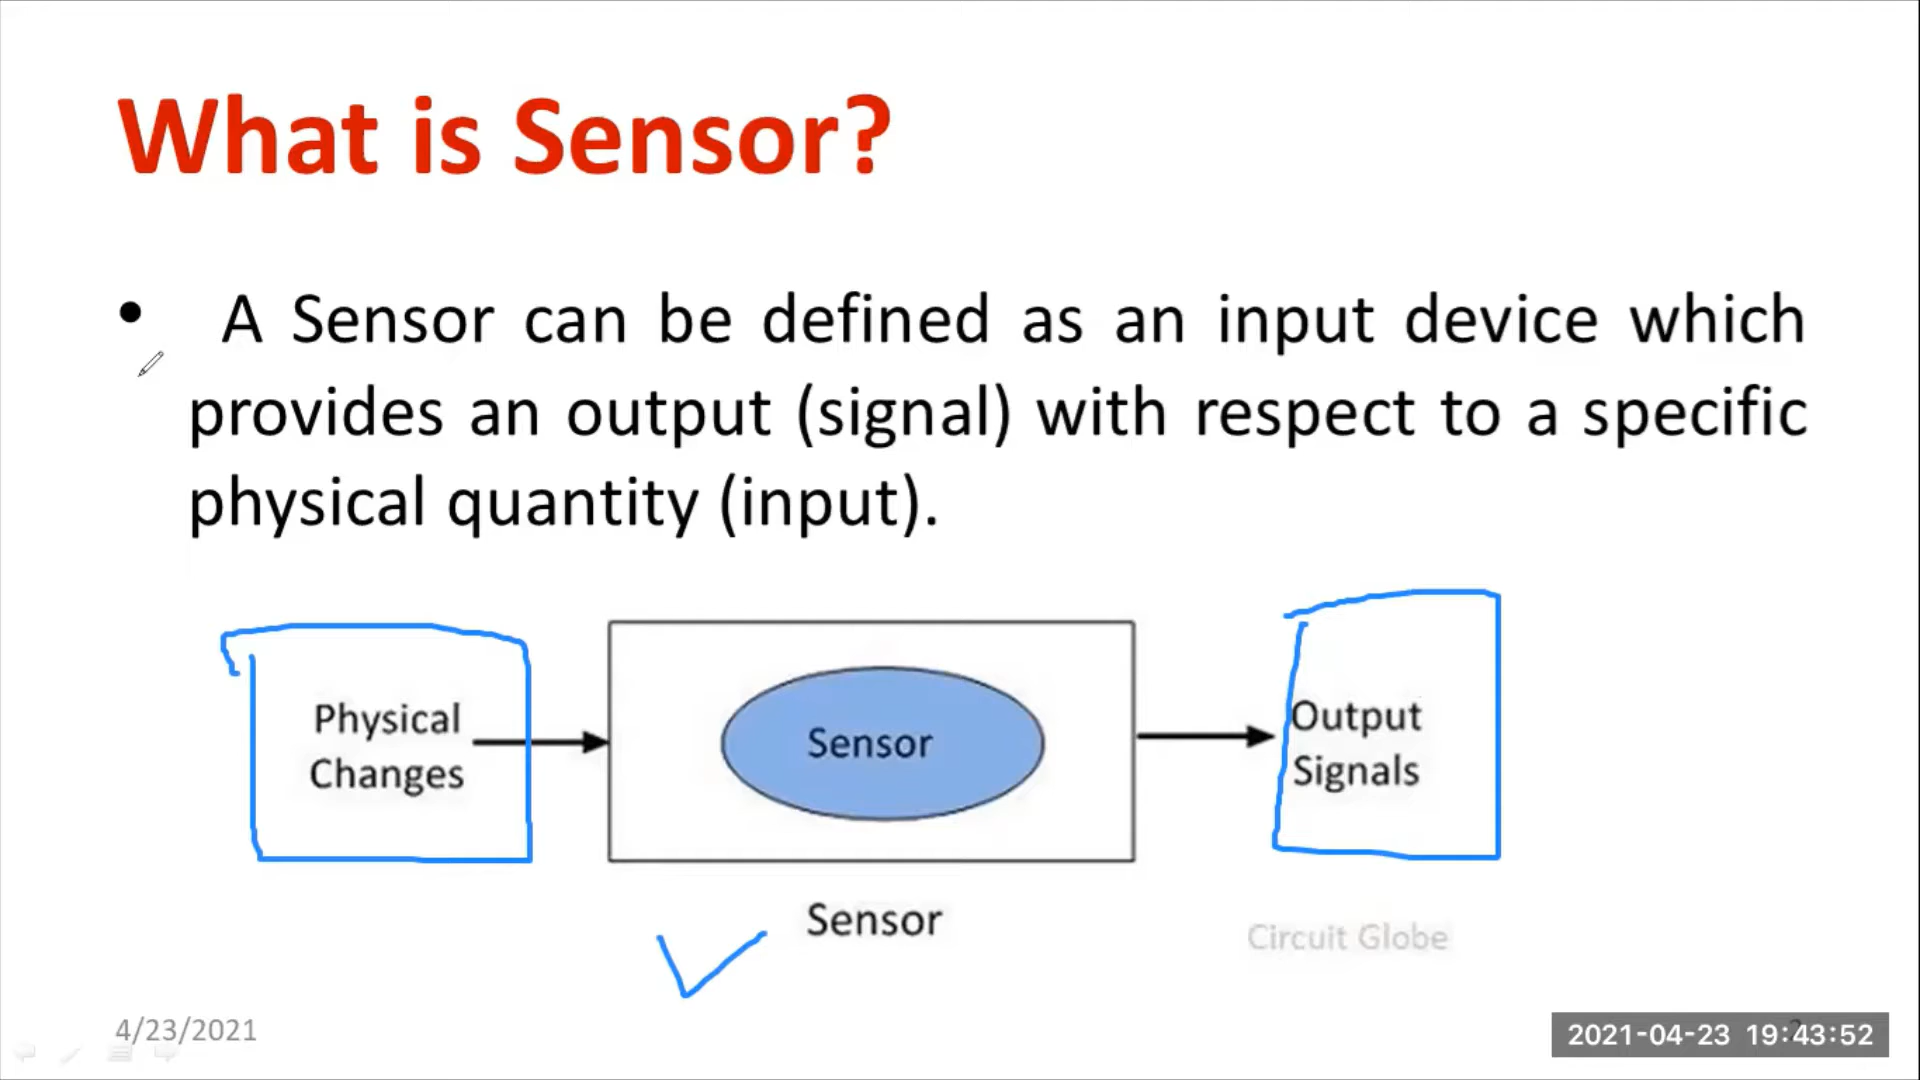 What is Sensor?
• A Sensor can be defined as an input device which
provides an output (signal) with respect to a specific
physical quantity (input).
Physical
Changes
Sensor
Output
Signals
Sensor
Circuit Globe
4/23/2021
2021-04-23 19:43:52